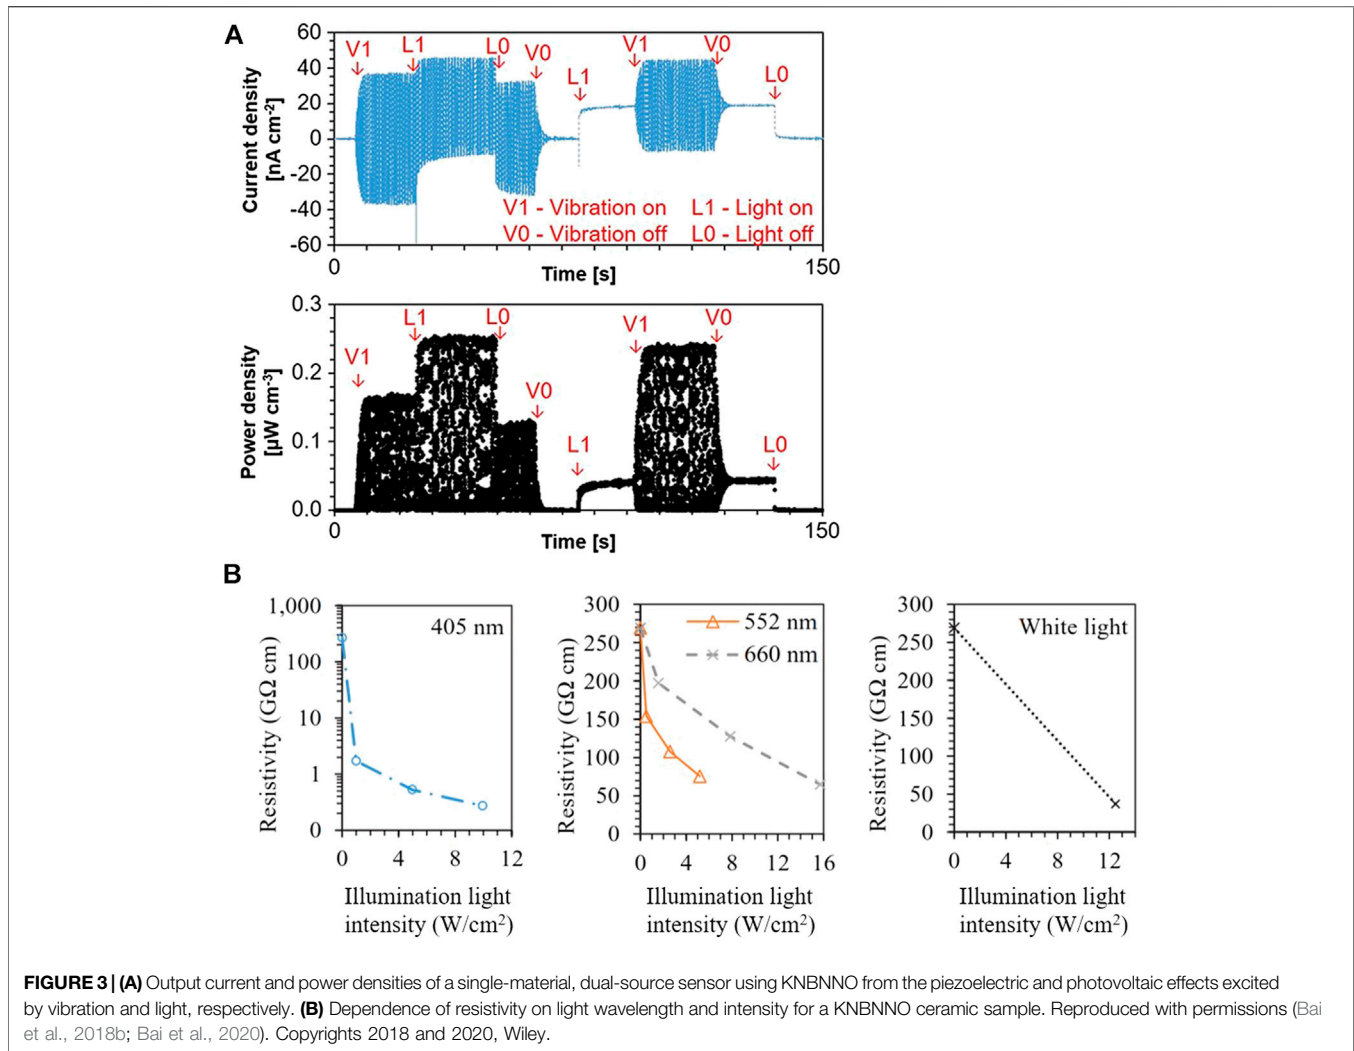 A
Current density
[nA cm-2]
60
40
20
0
-20
-40
-60
V1
L1
L0
V0
L1
V1
V0
L0
V1 - Vibration on
L1 - Light on
V0 - Vibration off
L0 - Light off
0
150
Time [s]
Power density
[µW cm-3]
0.3
0.2
0.1
0.0
V1
L1
L0
V0
L1
V1
V0
L0
0
150
Time [s]
B
Resistivity (GΩ cm)
1,000
100
10
1
0
405 nm
0 4 8 12
Illumination light
intensity (W/cm2)
Resistivity (GΩ cm)
300
250
200
150
100
50
0
552 nm
660 nm
0 4 8 12 16
Illumination light
intensity (W/cm2)
Resistivity (GΩ cm)
300
250
200
150
100
50
0
White light
0 4 8 12
Illumination light
intensity (W/cm2)
FIGURE 3 | (A) Output current and power densities of a single-material, dual-source sensor using KNBNNO from the piezoelectric and photovoltaic effects excited
by vibration and light, respectively. (B) Dependence of resistivity on light wavelength and intensity for a KNBNNO ceramic sample. Reproduced with permissions (Bai
et al., 2018b; Bai et al., 2020). Copyrights 2018 and 2020, Wiley.